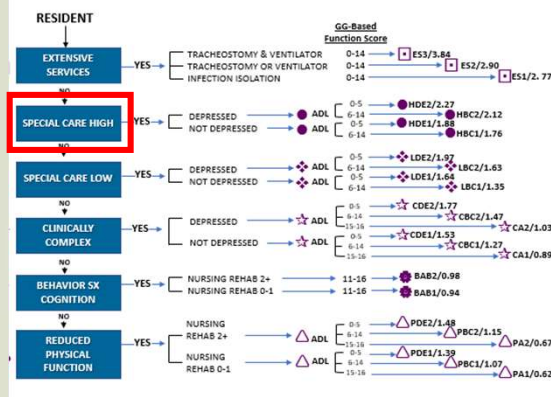 RESIDENT
GG-Based
Function Score
EXTENSIVE
SERVICES
YES
TRACHEOSTOMY & VENTILATOR 0-14 ES3/3.84
TRACHEOSTOMY OR VENTILATOR 0-14 ES2/2.90
INFECTION ISOLATION 0-14 ES1/2.77
NO
SPECIAL CARE HIGH
YES
DEPRESSED ADL 0-5 HDE2/2.27
6-14 HBC2/2.12
NOT DEPRESSED ADL 0-5 HDE1/1.88
6-14 HBC1/1.76
NO
SPECIAL CARE LOW
YES
DEPRESSED ADL 0-5 LDE2/1.97
6-14 LBC2/1.63
NOT DEPRESSED ADL 0-5 LDE1/1.64
6-14 LBC1/1.35
NO
CLINICALLY
COMPLEX
YES
DEPRESSED ADL 0-5 CDE2/1.77
6-14 CBC2/1.47
15-16 CA2/1.03
NOT DEPRESSED ADL 0-5 CDE1/1.53
6-14 CBC1/1.27
15-16 CA1/0.89
NO
BEHAVIOR SX
COGNITION
YES
NURSING REHAB 2+ 11-16 BAB2/0.98
NURSING REHAB 0-1 11-16 BAB1/0.94
NO
REDUCED
PHYSICAL
FUNCTION
YES
NURSING
REHAB 2+ ADL 0-5 PDE2/1.48
6-14 PBC2/1.15
15-16 PA2/0.67
NURSING
REHAB 0-1 ADL 0-5 PDE1/1.39
6-14 PBC1/1.07
15-16 PA1/0.62